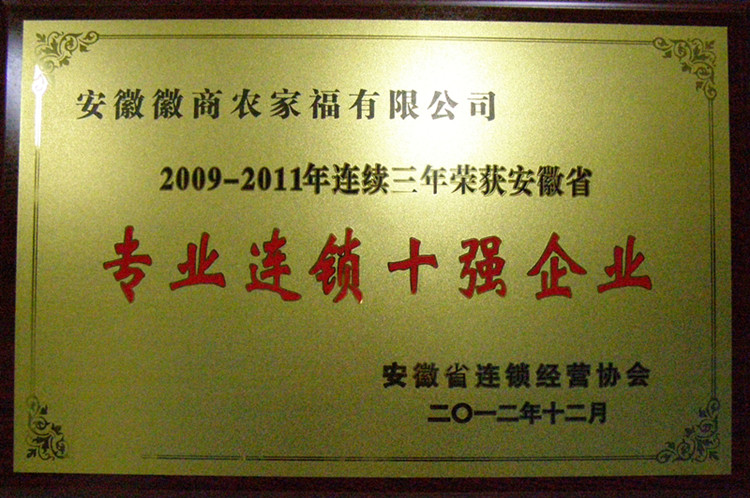 安徽徽商农家福有限公司
2009-2011年连续三年荣获安徽省
专业连锁十强企业
安徽省连锁经营协会
二〇一二年十二月